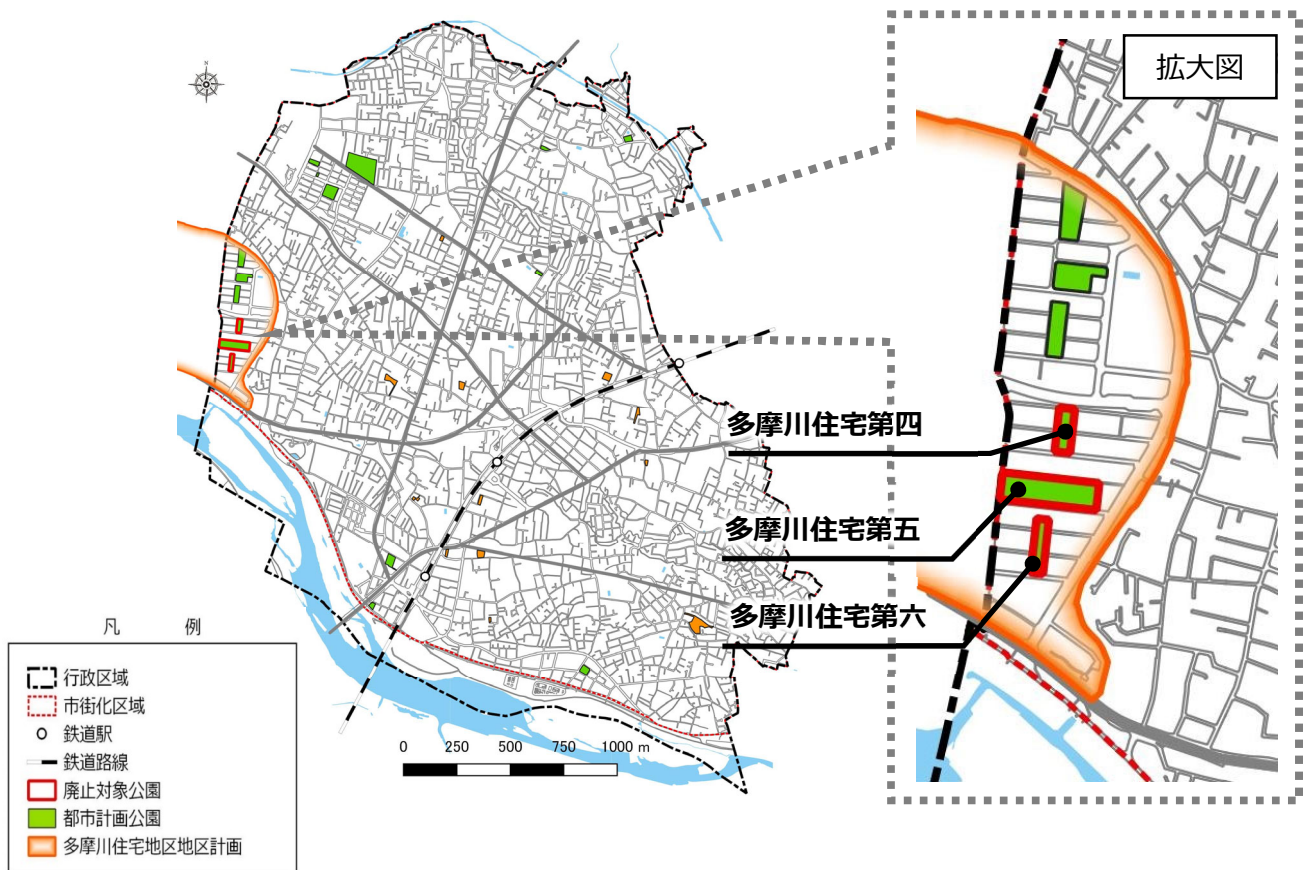 拡大図
N
多摩川住宅第四
多摩川住宅第五
多摩川住宅第六
凡 例
行政区域
市街化区域
鉄道駅
鉄道路線
廃止対象公園
都市計画公園
多摩川住宅地区地区計画
0 250 500 750 1000 m